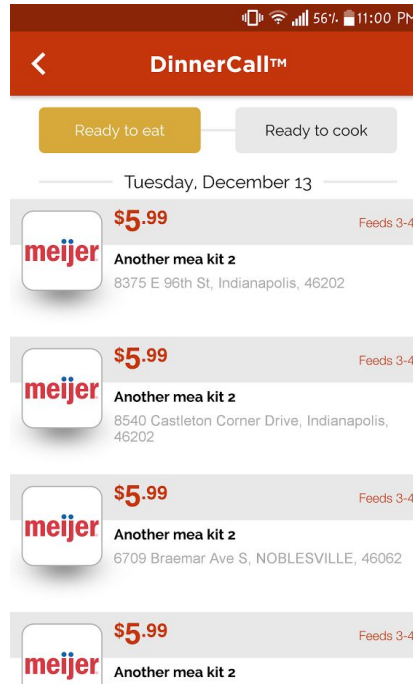 56% 11:00 PM
DinnerCall™
Ready to eat
Ready to cook
Tuesday, December 13
$5.99
Feeds 3-4
meijer
Another mea kit 2
8375 E 96th St, Indianapolis, 46202
$5.99
Feeds 3-4
meijer
Another mea kit 2
8540 Castleton Corner Drive, Indianapolis,
46202
$5.99
Feeds 3-4
meijer
Another mea kit 2
6709 Braemar Ave S, NOBLESVILLE, 46062
$5.99
Feeds 3-4
meijer
Another mea kit 2